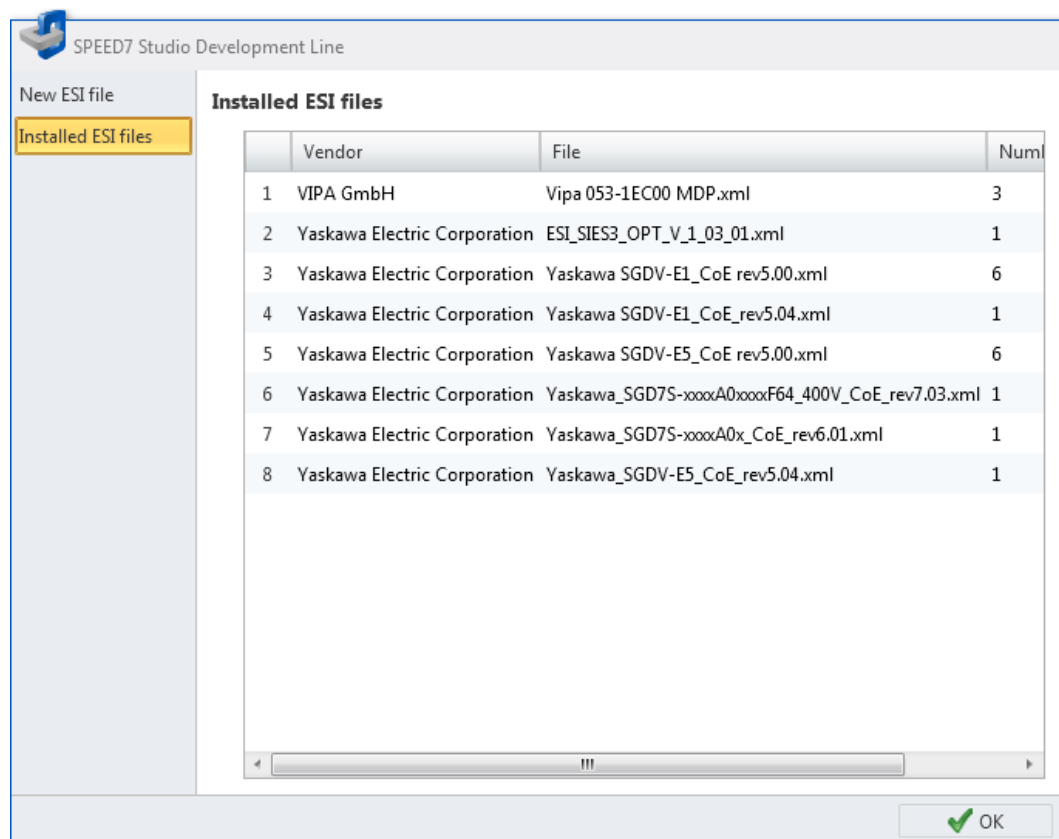 SPEED7 Studio Development Line
New ESI file
Installed ESI files
Installed ESI files
Vendor File Numl
1 VIPA GmbH Vipa 053-1EC00 MDP.xml 3
2 Yaskawa Electric Corporation ESI_SIES3_OPT_V_1_03_01.xml 1
3 Yaskawa Electric Corporation Yaskawa SGDV-E1_CoE rev5.00.xml 6
4 Yaskawa Electric Corporation Yaskawa SGDV-E1_CoE_rev5.04.xml 1
5 Yaskawa Electric Corporation Yaskawa SGDV-E5_CoE rev5.00.xml 6
6 Yaskawa Electric Corporation Yaskawa_SGD7S-xxxxA0xxxxF64_400V_CoE_rev7.03.xml 1
7 Yaskawa Electric Corporation Yaskawa_SGD7S-xxxxA0x_CoE_rev6.01.xml 1
8 Yaskawa Electric Corporation Yaskawa_SGDV-E5_CoE_rev5.04.xml 1
OK